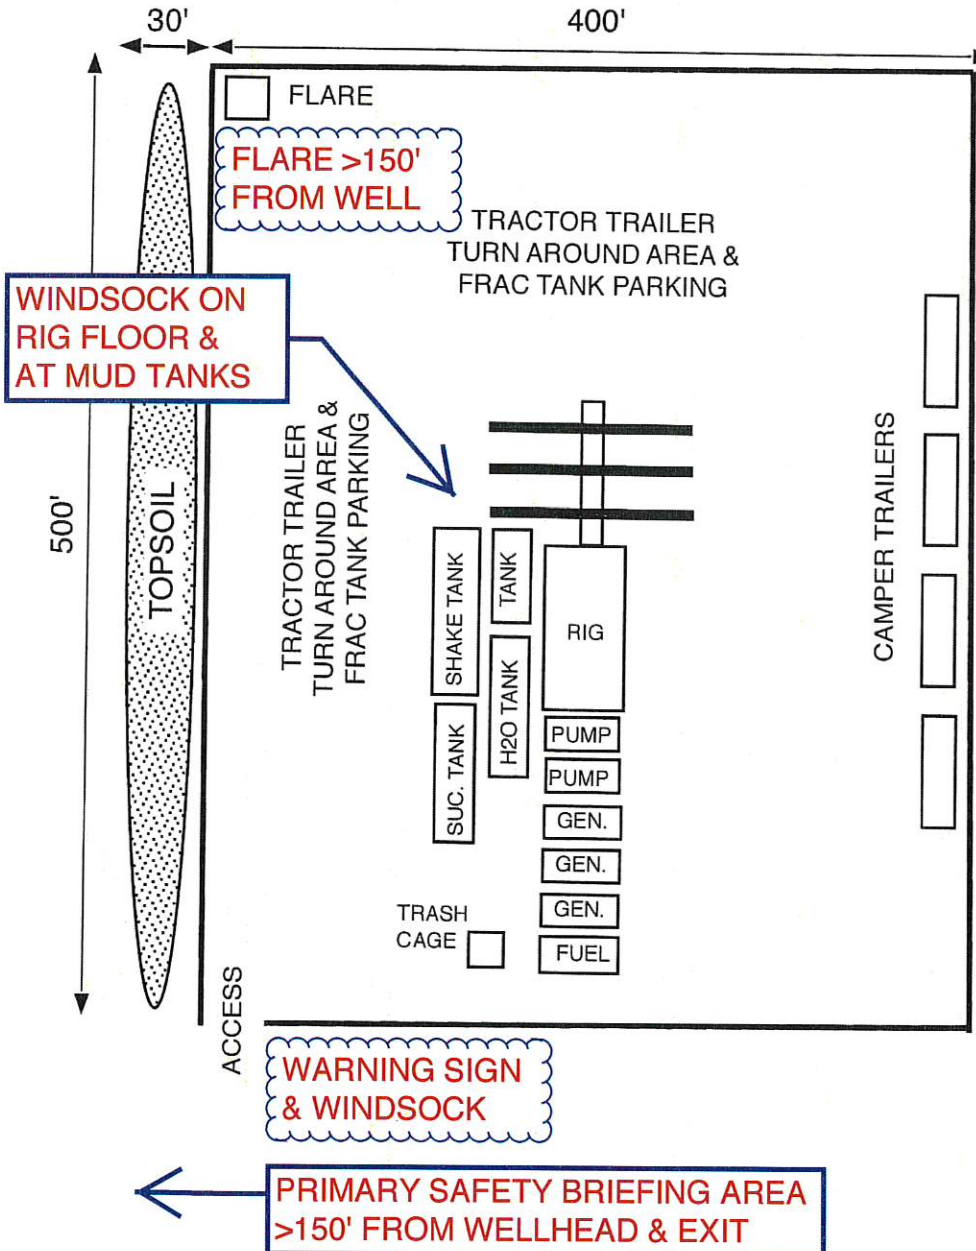 30'
400'
FLARE
FLARE >150'
FROM WELL
TRACTOR TRAILER
TURN AROUND AREA &
FRAC TANK PARKING
WINDSOCK ON
RIG FLOOR &
AT MUD TANKS
500'
TOPSOIL
TRACTOR TRAILER
TURN AROUND AREA &
FRAC TANK PARKING
CAMPER TRAILERS
SHAKE TANK
TANK
RIG
H2O TANK
SUC. TANK
PUMP
PUMP
GEN.
GEN.
GEN.
FUEL
TRASH
CAGE
ACCESS
WARNING SIGN
& WINDSOCK
PRIMARY SAFETY BRIEFING AREA
>150' FROM WELLHEAD & EXIT